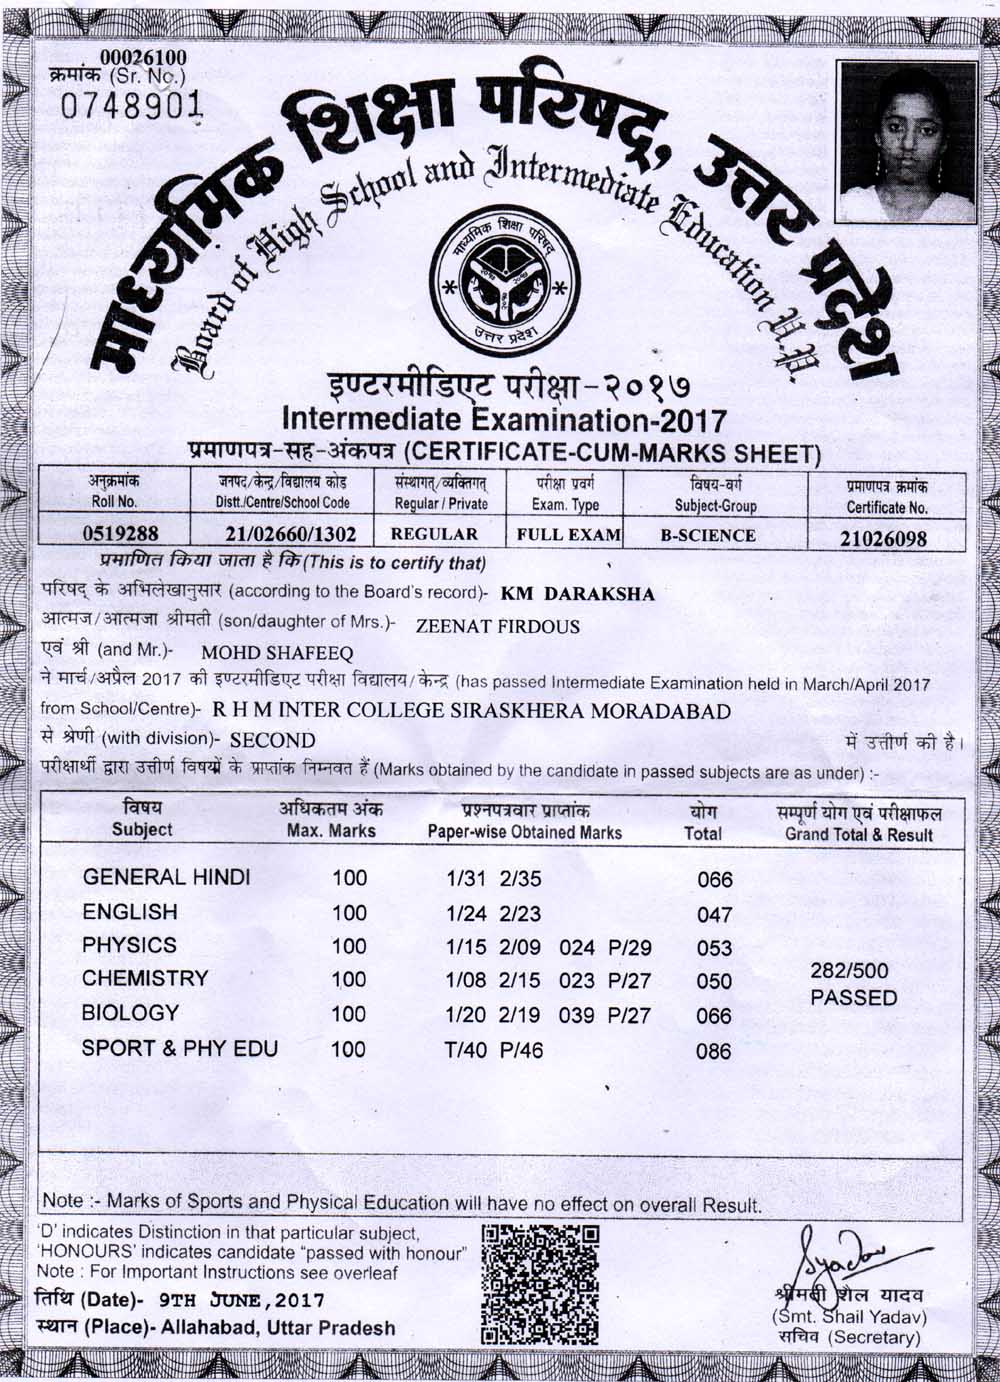 00026100
क्रमांक (Sr. No.)
0748901
माध्यमिक शिक्षा परिषद्, उत्तर प्रदेश
Board of High School and Intermediate Education U.P.
माध्यमिक शिक्षा परिषद्
उत्तर प्रदेश
इण्टरमीडिएट परीक्षा-२०१७
Intermediate Examination-2017
प्रमाणपत्र-सह-अंकपत्र (CERTIFICATE-CUM-MARKS SHEET)
अनुक्रमांक जनपद/केन्द्र/विद्यालय कोड संस्थागत्/व्यक्तिगत् परीक्षा प्रवर्ग विषय-वर्ग प्रमाणपत्र क्रमांक
Roll No. Distt./Centre/School Code Regular / Private Exam. Type Subject-Group Certificate No.
0519288 21/02660/1302 REGULAR FULL EXAM B-SCIENCE 21026098
प्रमाणित किया जाता है कि (This is to certify that)
परिषद के अभिलेखानुसार (according to the Board's record)- KM DARAKSHA
आत्मज/आत्मजा श्रीमती (son/daughter of Mrs.)- ZEENAT FIRDOUS
एवं श्री (and Mr.)- MOHD SHAFEEQ
ने मार्च/अप्रैल 2017 की इण्टरमीडिएट परीक्षा विद्यालय/केन्द्र (has passed Intermediate Examination held in March/April 2017
from School/Centre)- R H M INTER COLLEGE SIRASKHERA MORADABAD
से श्रेणी (with division)- SECOND में उत्तीर्ण की है।
परीक्षार्थी द्वारा उत्तीर्ण विषयों के प्राप्तांक निम्नवत हैं (Marks obtained by the candidate in passed subjects are as under) :-
विषय अधिकतम अंक प्रश्नपत्रवार प्राप्तांक योग सम्पूर्ण योग एवं परीक्षाफल
Subject Max. Marks Paper-wise Obtained Marks Total Grand Total & Result
GENERAL HINDI 100 1/31 2/35 066
ENGLISH 100 1/24 2/23 047
PHYSICS 100 1/15 2/09 024 P/29 053
CHEMISTRY 100 1/08 2/15 023 P/27 050
282/500
PASSED
BIOLOGY 100 1/20 2/19 039 P/27 066
SPORT & PHY EDU 100 T/40 P/46 086
Note :- Marks of Sports and Physical Education will have no effect on overall Result.
'D' indicates Distinction in that particular subject,
'HONOURS' indicates candidate "passed with honour"
Note : For Important Instructions see overleaf
तिथि (Date)- 9TH JUNE, 2017
स्थान (Place)- Allahabad, Uttar Pradesh
श्रीमती शैल यादव
(Smt. Shail Yadav)
सचिव (Secretary)